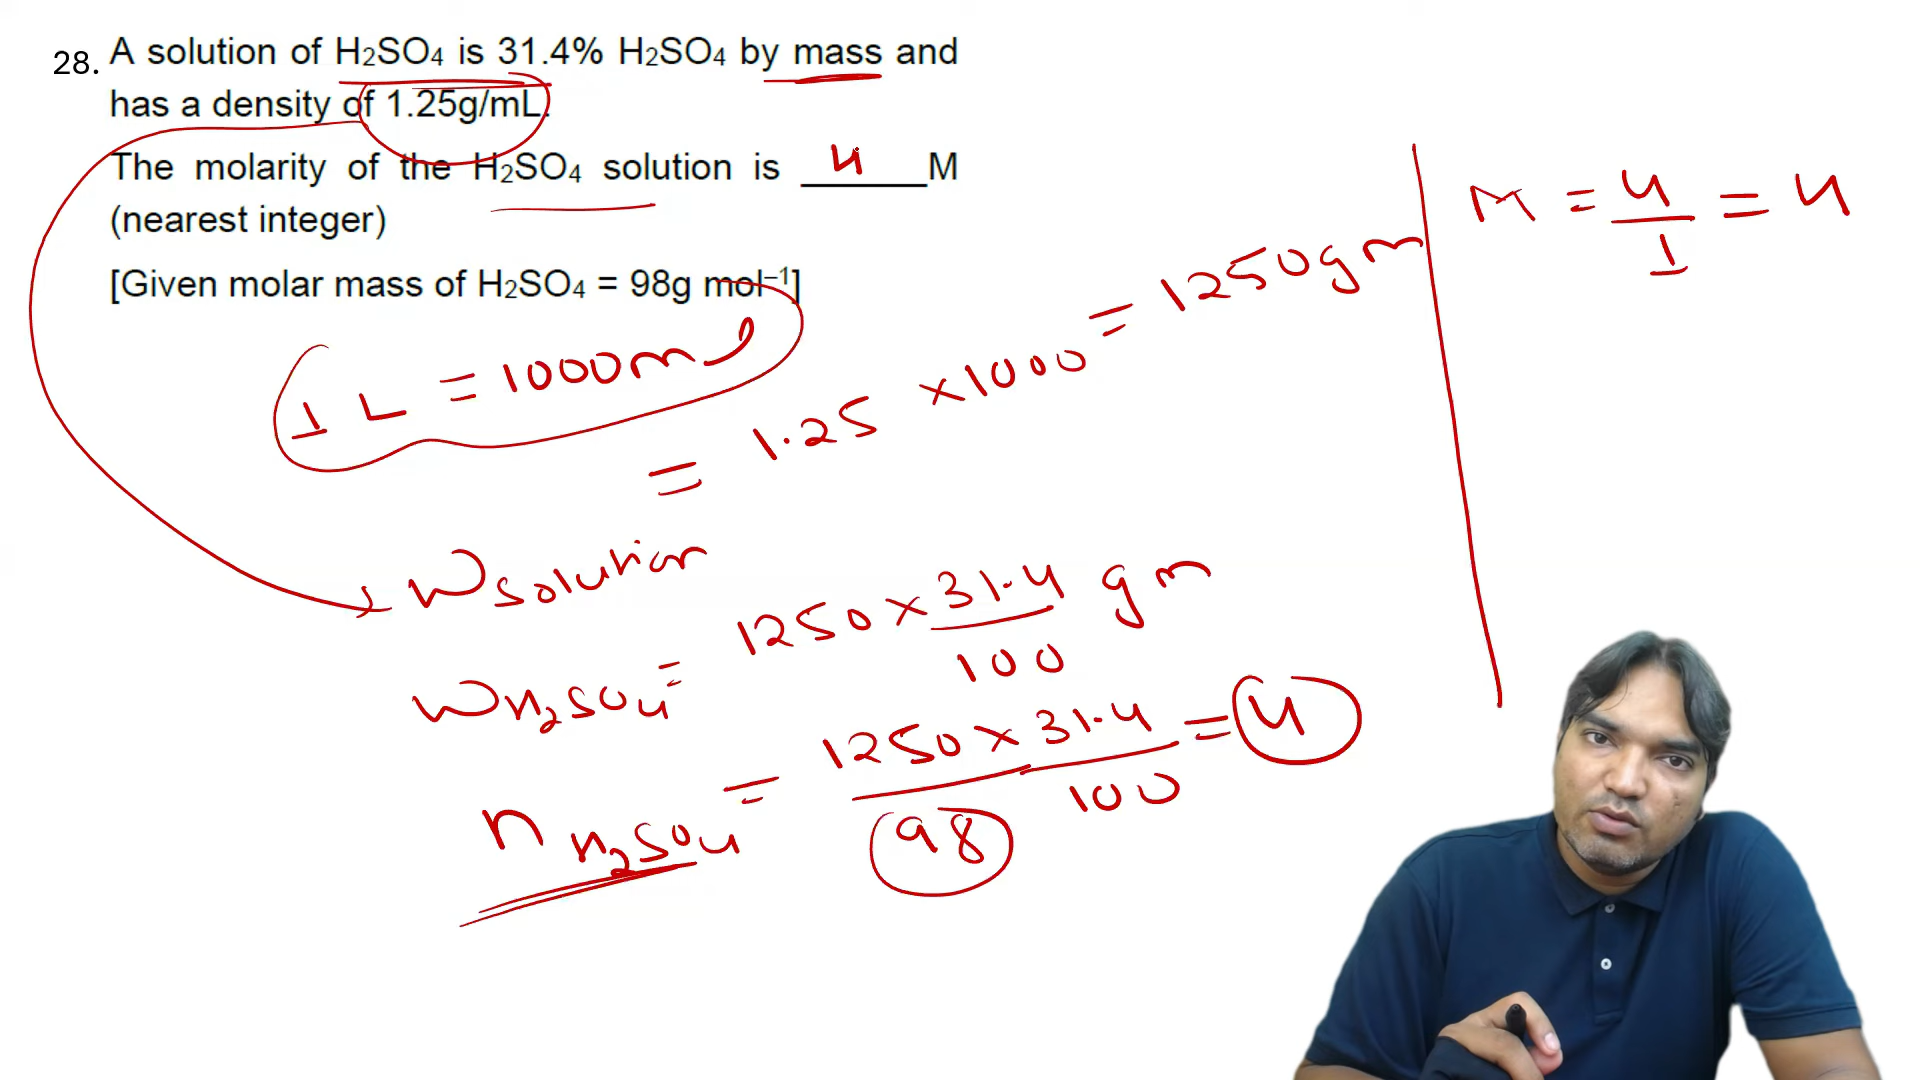 28. A solution of H2SO4 is 31.4% H2SO4 by mass and
has a density of 1.25g/mL.
The molarity of the H2SO4 solution is 4 M
(nearest integer)
[Given molar mass of H2SO4 = 98g mol⁻¹]
M = 4/1 = 4
1 L = 1000ml
= 1.25 ×1000 = 1250gm
Wsolution
WH2SO4 = 1250 × 31.4/100 gm
nH2SO4 = 1250 × 31.4 / 98 100 = 4